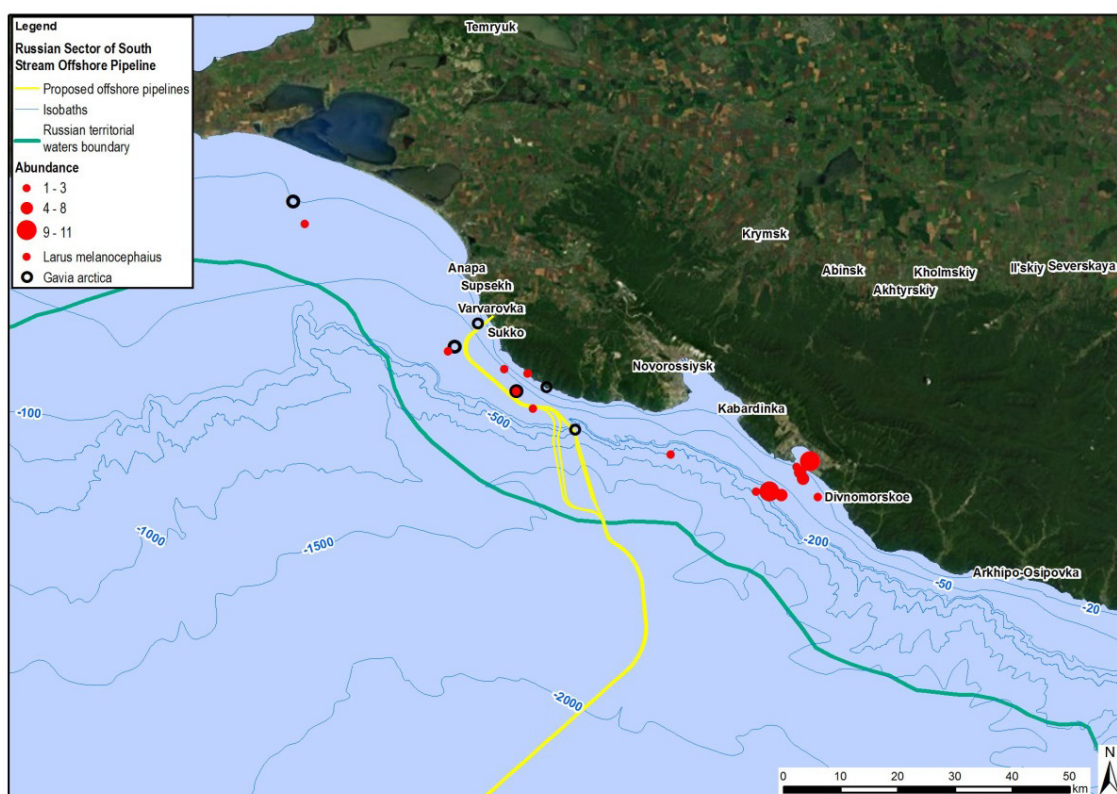 Legend
Russian Sector of South
Stream Offshore Pipeline
Proposed offshore pipelines
Isobaths
Russian territorial
waters boundary
Abundance
1 - 3
4 - 8
9 - 11
Larus melanocephaius
Gavia arctica
Temryuk
Krymsk
Anapa
Supsekh
Varvarovka
Sukko
Abinsk
Kholmskiy
Il'skiy
Severskaya
Akhtyrskiy
Novorossiysk
Kabardinka
Divnomorskoe
Arkhipo-Osipovka
-100
-500
-200
-1000
-1500
-50
-20
-2000
N
0 10 20 30 40 50
km